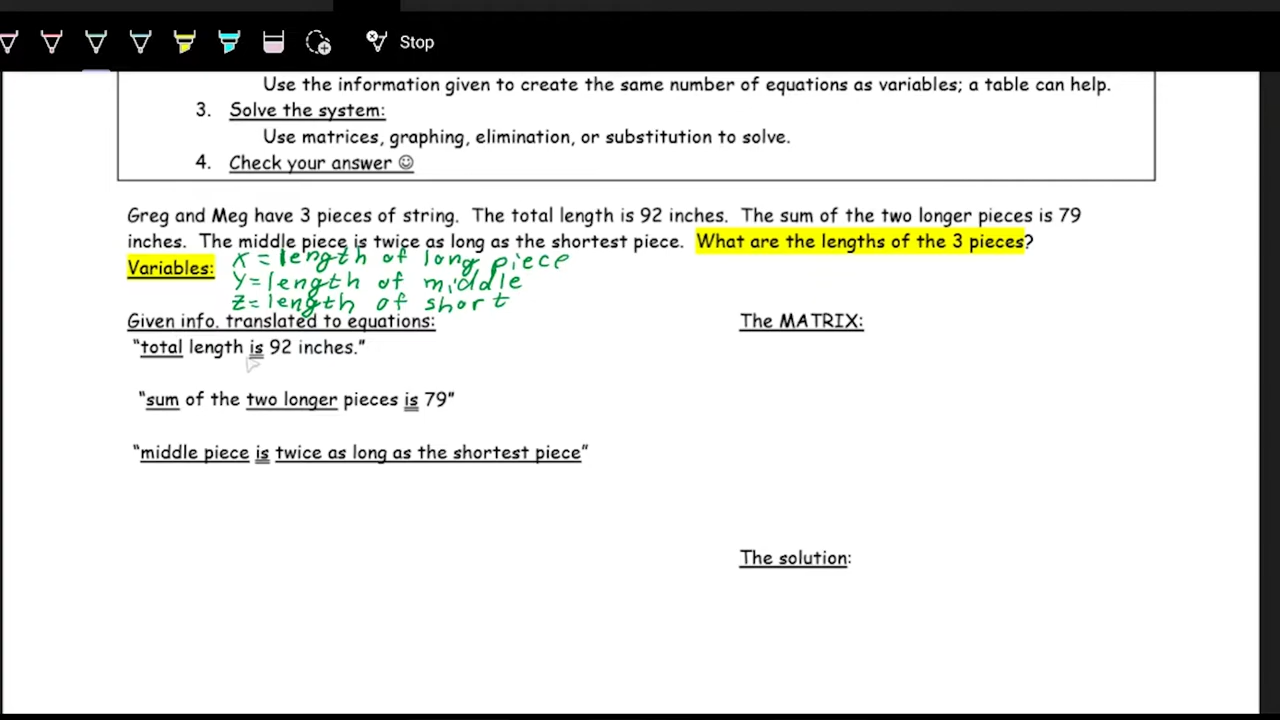 Stop
Use the information given to create the same number of equations as variables; a table can help.
3. Solve the system:
Use matrices, graphing, elimination, or substitution to solve.
4. Check your answer ☺
Greg and Meg have 3 pieces of string. The total length is 92 inches. The sum of the two longer pieces is 79
inches. The middle piece is twice as long as the shortest piece. What are the lengths of the 3 pieces?
Variables: X = length of long piece
Y = length of middle
Z = length of short
Given info. translated to equations:
The MATRIX:
"total length is 92 inches."
"sum of the two longer pieces is 79"
"middle piece is twice as long as the shortest piece"
The solution: